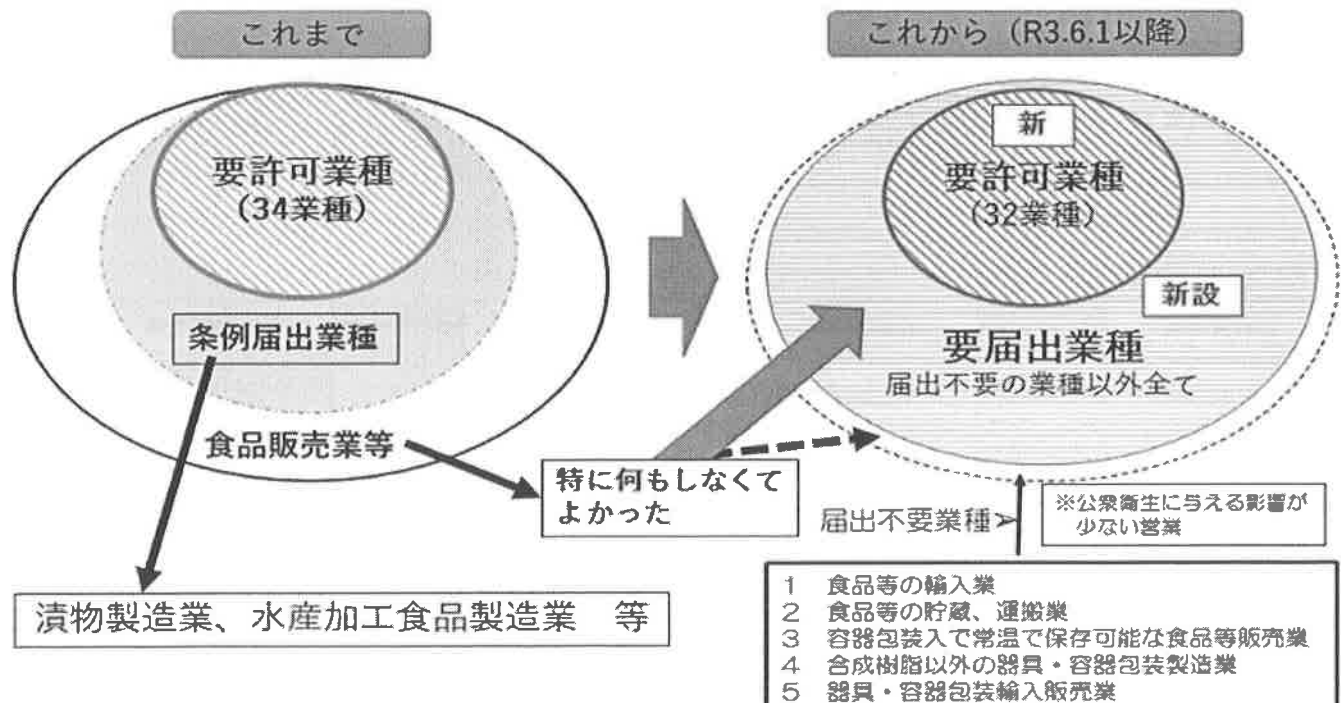 これまで
要許可業種
（34業種）
条例届出業種
食品販売業等
特に何もしなくて
よかった
漬物製造業、水産加工食品製造業　等
これから（R3.6.1以降）
新
要許可業種
（32業種）
新設
要届出業種
届出不要の業種以外全て
届出不要業種
※公衆衛生に与える影響が
少ない営業
1　食品等の輸入業
2　食品等の貯蔵、運搬業
3　容器包装入で常温で保存可能な食品等販売業
4　合成樹脂以外の器具・容器包装製造業
5　器具・容器包装輸入販売業